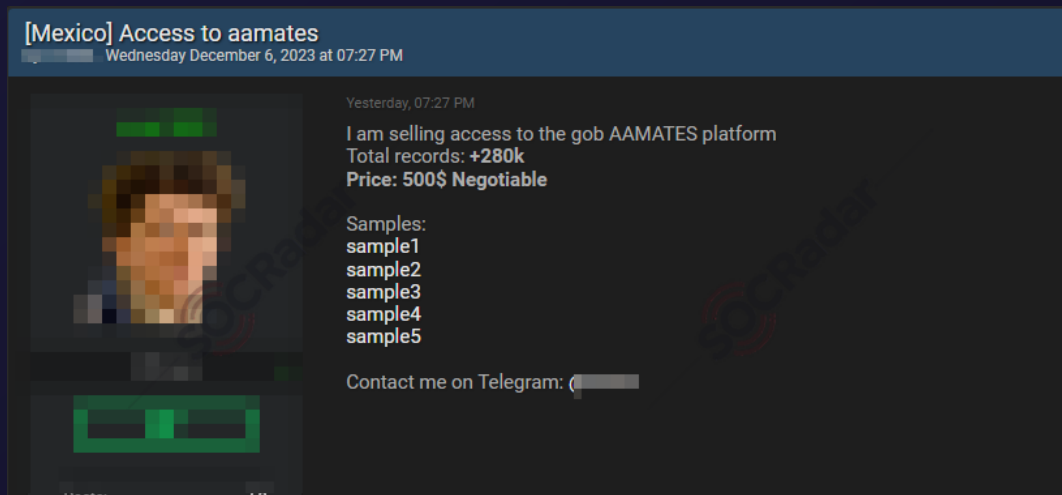 [Mexico] Access to aamates
Wednesday December 6, 2023 at 07:27 PM
Yesterday, 07:27 PM
I am selling access to the gob AAMATES platform
Total records: +280k
Price: 500$ Negotiable
Samples:
sample1
sample2
sample3
sample4
sample5
Contact me on Telegram: (
SOCRadar
SOCRadar